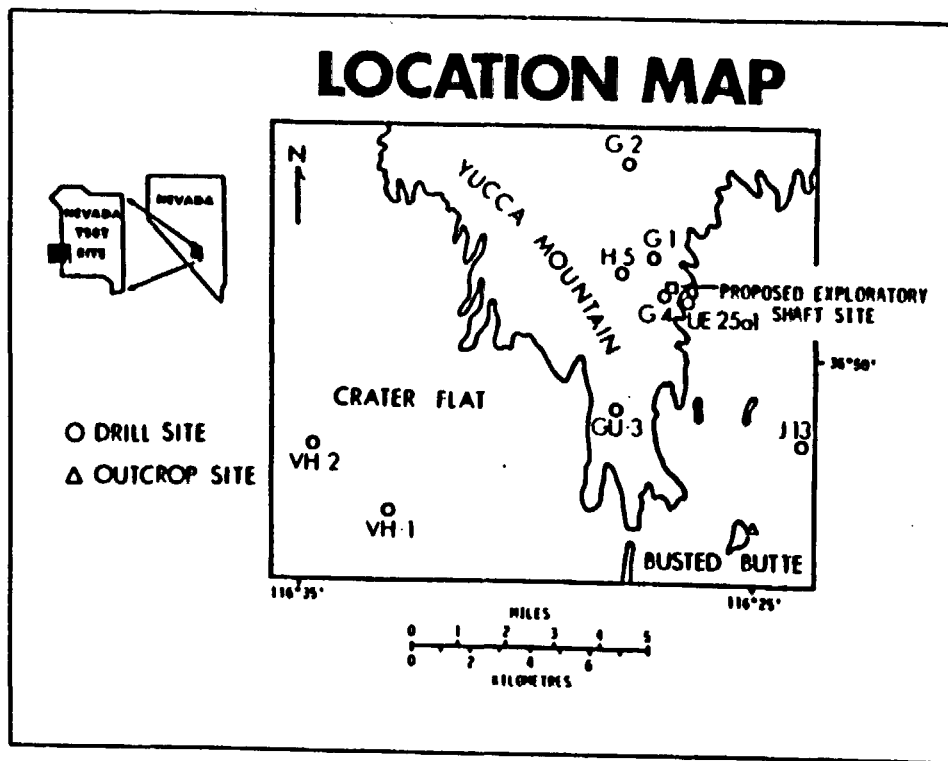 LOCATION MAP
N
G 2
YUCCA MOUNTAIN
NEVADA
TEST
SITE
NEVADA
G 1
H 5
PROPOSED EXPLORATORY
SHAFT SITE
G 4
UE 25a1
36°50'
CRATER FLAT
GU·3
J 13
O DRILL SITE
Δ OUTCROP SITE
VH 2
VH·1
BUSTED BUTTE
116°35'
116°25'
MILES
0 1 2 3 4 5
0 2 4 6
KILOMETRES